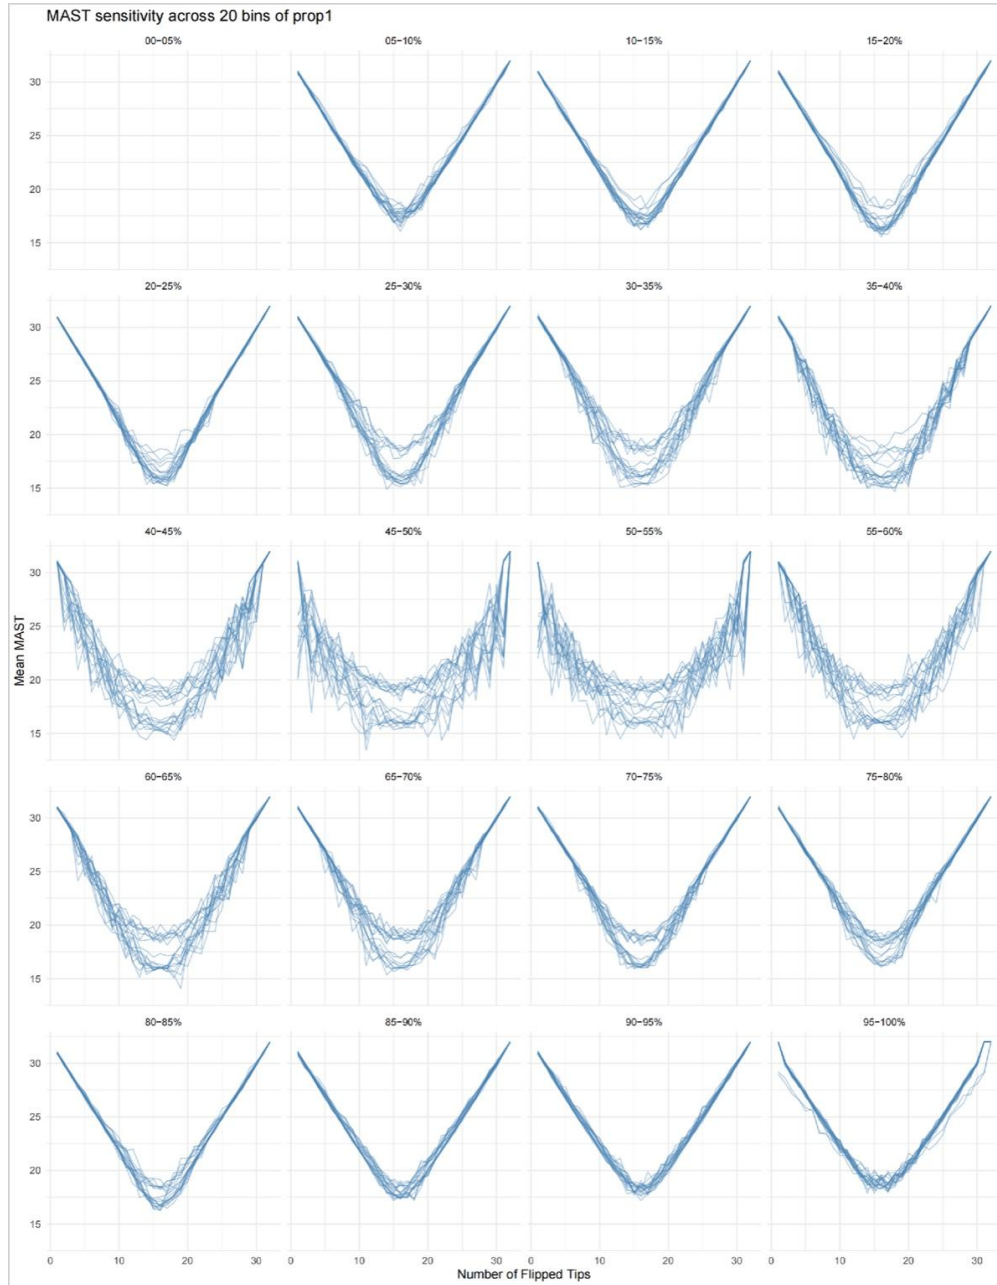 MAST sensitivity across 20 bins of prop1
00−05% 05−10% 10−15% 15−20%
30
25
20
15
20−25% 25−30% 30−35% 35−40%
30
25
20
15
40−45% 45−50% 50−55% 55−60%
30
25
20
15
Mean MAST
60−65% 65−70% 70−75% 75−80%
30
25
20
15
80−85% 85−90% 90−95% 95−100%
30
25
20
15
0 10 20 30 0 10 20 30 0 10 20 30 0 10 20 30
Number of Flipped Tips